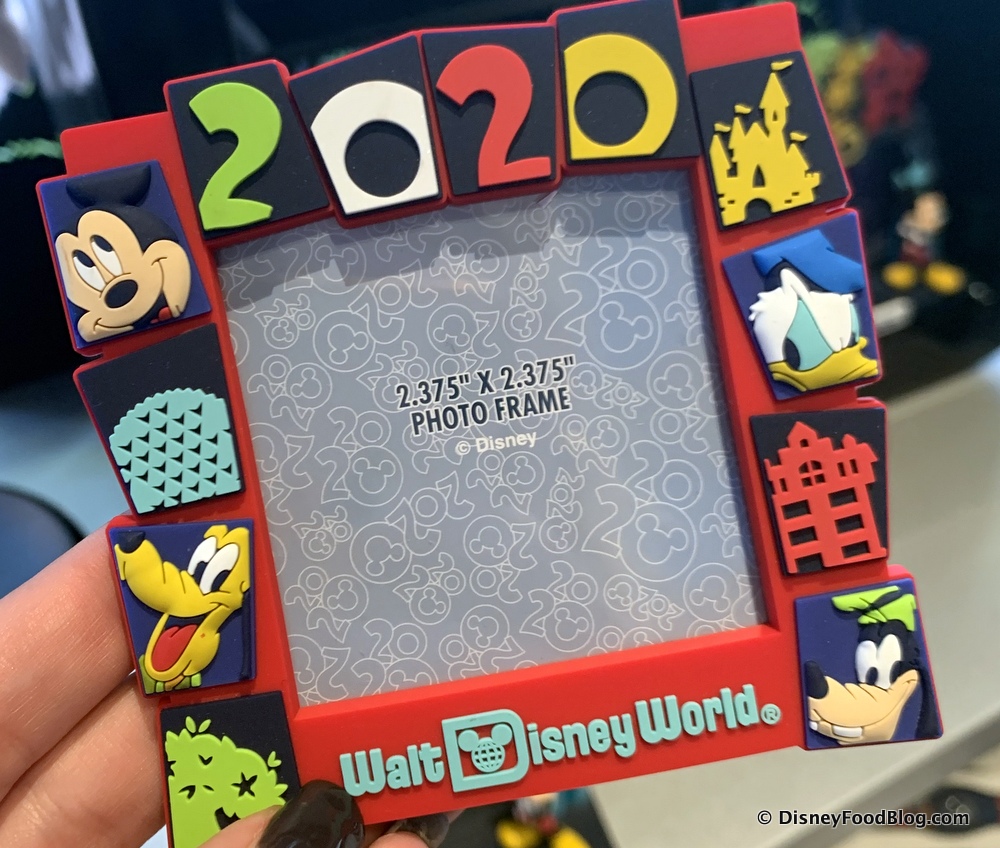 2020
2.375" X 2.375"
PHOTO FRAME
© Disney
Walt Disney World®
© DisneyFoodBlog.com